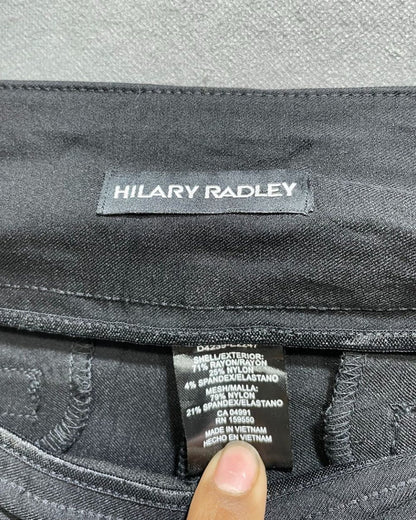 HILARY RADLEY
SHELL/EXTERIOR:
71% RAYON/RAYON
25% NYLON
4% SPANDEX/ELASTANO
MESH/MALLA:
79% NYLON
21% SPANDEX/ELASTANO
CA 04991
RN 159550
MADE IN VIETNAM
HECHO EN VIETNAM